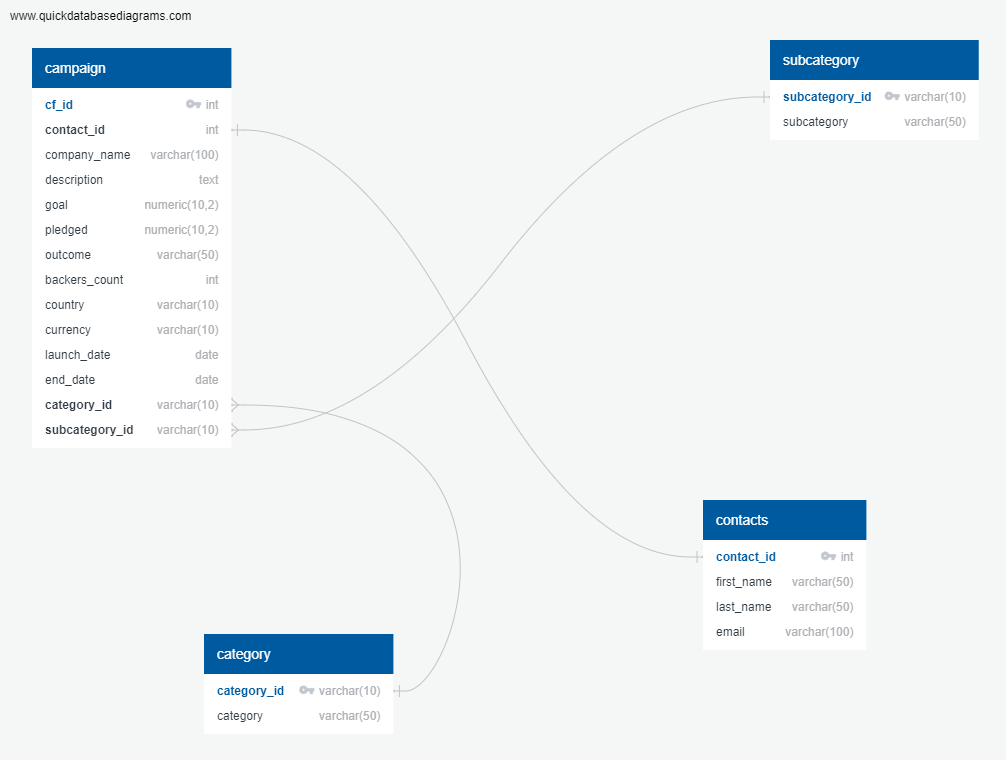 www.quickdatabasediagrams.com
campaign
cf_id int
contact_id int
company_name varchar(100)
description text
goal numeric(10,2)
pledged numeric(10,2)
outcome varchar(50)
backers_count int
country varchar(10)
currency varchar(10)
launch_date date
end_date date
category_id varchar(10)
subcategory_id varchar(10)
subcategory
subcategory_id varchar(10)
subcategory varchar(50)
contacts
contact_id int
first_name varchar(50)
last_name varchar(50)
email varchar(100)
category
category_id varchar(10)
category varchar(50)